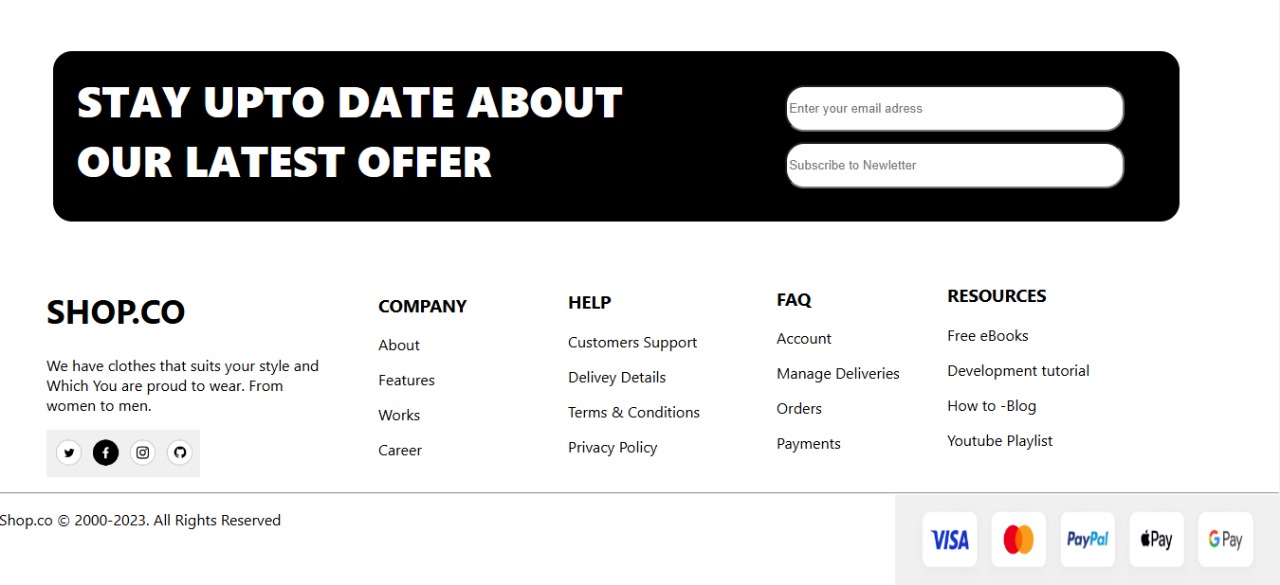 STAY UPTO DATE ABOUT
OUR LATEST OFFER
Enter your email adress
Subscribe to Newletter
SHOP.CO
We have clothes that suits your style and
Which You are proud to wear. From
women to men.
COMPANY
About
Features
Works
Career
HELP
Customers Support
Delivey Details
Terms & Conditions
Privacy Policy
FAQ
Account
Manage Deliveries
Orders
Payments
RESOURCES
Free eBooks
Development tutorial
How to -Blog
Youtube Playlist
Shop.co © 2000-2023. All Rights Reserved
VISA
PayPal
Pay
G Pay